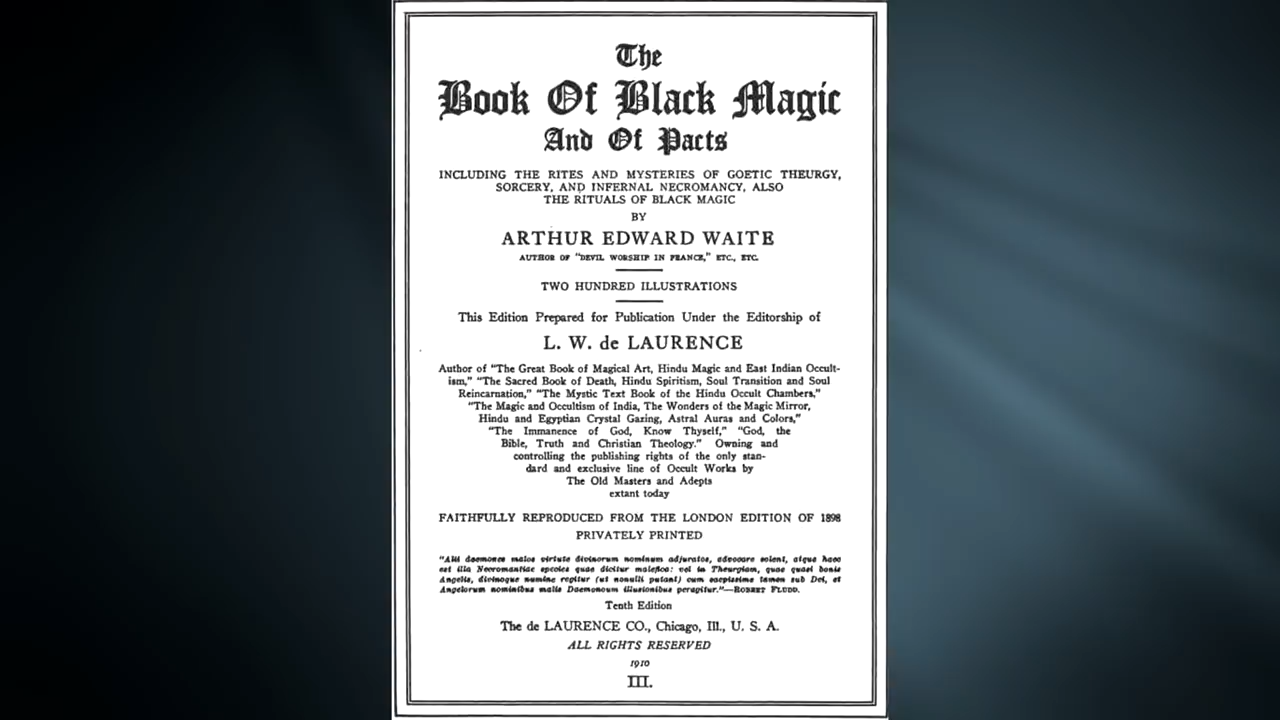 The
Book Of Black Magic
And Of Pacts
INCLUDING THE RITES AND MYSTERIES OF GOETIC THEURGY,
SORCERY, AND INFERNAL NECROMANCY, ALSO
THE RITUALS OF BLACK MAGIC
BY
ARTHUR EDWARD WAITE
AUTHOR OF "DEVIL WORSHIP IN FRANCE," ETC., ETC.
TWO HUNDRED ILLUSTRATIONS
This Edition Prepared for Publication Under the Editorship of
L. W. de LAURENCE
Author of "The Great Book of Magical Art, Hindu Magic and East Indian Occult-
ism," "The Sacred Book of Death, Hindu Spiritism, Soul Transition and Soul
Reincarnation," "The Mystic Text Book of the Hindu Occult Chambers,"
"The Magic and Occultism of India, The Wonders of the Magic Mirror,
Hindu and Egyptian Crystal Gazing, Astral Auras and Colors,"
"The Immanence of God, Know Thyself," "God, the
Bible, Truth and Christian Theology." Owning and
controlling the publishing rights of the only stan-
dard and exclusive line of Occult Works by
The Old Masters and Adepts
extant today
FAITHFULLY REPRODUCED FROM THE LONDON EDITION OF 1898
PRIVATELY PRINTED
"Alii daemones malos virtute divinorum nominum adjuratos, advocare solent, atque haec
est illa Necromantiae species quae dicitur malefica: vel in Theurgiam, quae quasi bonis
Angelis, divinoque numine regitur (ut nonulli putant) cum saepissime tamen sub Dei, et
Angelorum nominibus malis Daemonum illusionibus peragitur."—ROBERT FLUDD.
Tenth Edition
The de LAURENCE CO., Chicago, Ill., U. S. A.
ALL RIGHTS RESERVED
1910
III.